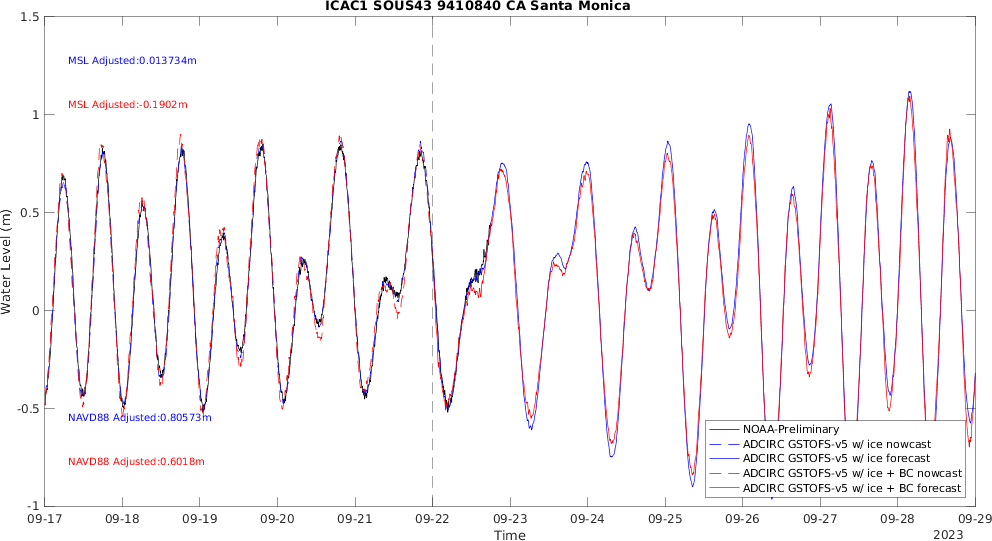 ICAC1 SOUS43 9410840 CA Santa Monica
1.5
MSL Adjusted:0.013734m
MSL Adjusted:-0.1902m
1
0.5
Water Level (m)
0
-0.5
NAVD88 Adjusted:0.80573m
NAVD88 Adjusted:0.6018m
NOAA-Preliminary
ADCIRC GSTOFS-v5 w/ ice nowcast
ADCIRC GSTOFS-v5 w/ ice forecast
ADCIRC GSTOFS-v5 w/ ice + BC nowcast
ADCIRC GSTOFS-v5 w/ ice + BC forecast
-1
09-17 09-18 09-19 09-20 09-21 09-22 09-23 09-24 09-25 09-26 09-27 09-28 09-29
Time
2023